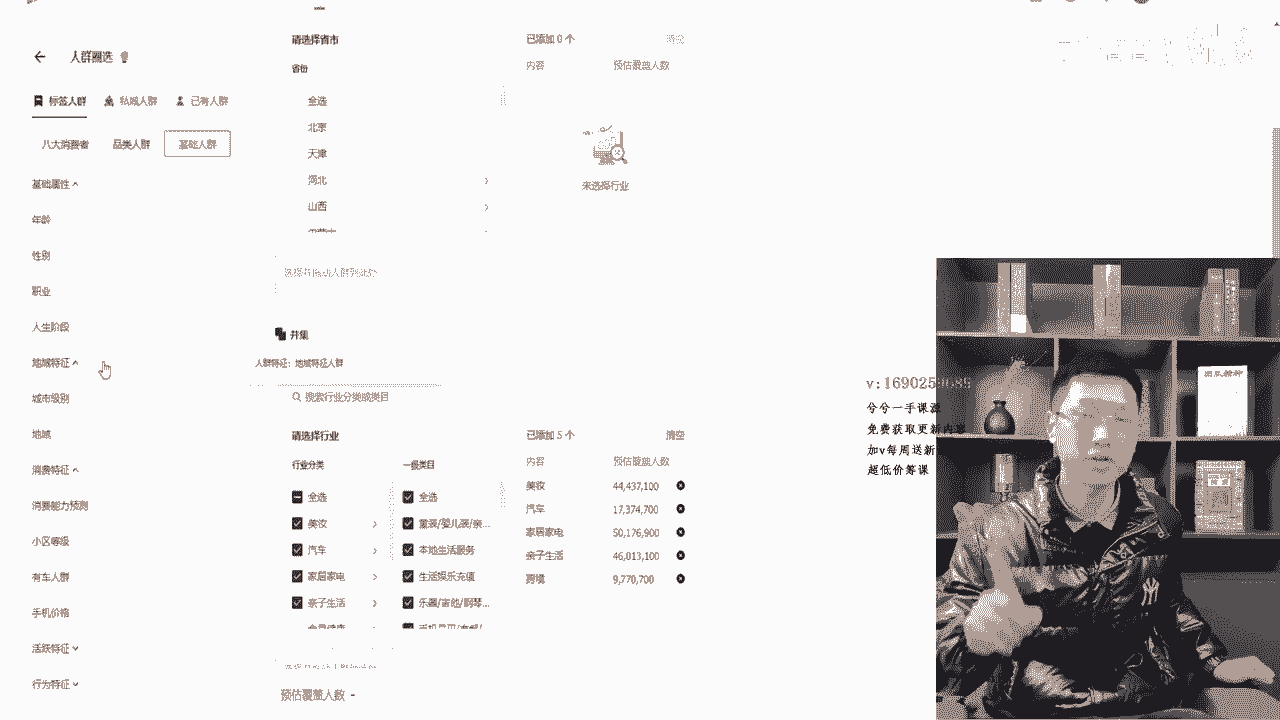 人群圈选
标签人群 私域人群 已有人群
八大消费者 品类人群 基础人群
基础属性
年龄
性别
职业
人生阶段
地域特征
城市级别
地域
消费特征
消费能力预测
小区等级
有车人群
手机价格
活跃特征
行为特征
请选择省市
省份
全选
北京
天津
河北
山西
已添加 0 个 清空
内容 预估覆盖人数
未选择行业
并集
人群特征：地域特征人群
搜索行业分类或类目
请选择行业
行业分类 一级类目
全选 全选
美妆 童装/婴儿装/亲...
汽车 本地生活服务
家居家电 生活娱乐充值
亲子生活 乐器/吉他/钢琴...
已添加 5 个 清空
内容 预估覆盖人数
美妆 44,437,100
汽车 17,374,700
家居家电 50,176,900
亲子生活 46,013,100
跨境 9,770,700
预估覆盖人数 -
兮兮一手课源
免费获取更新内容
加v每周送新
超低价筹课